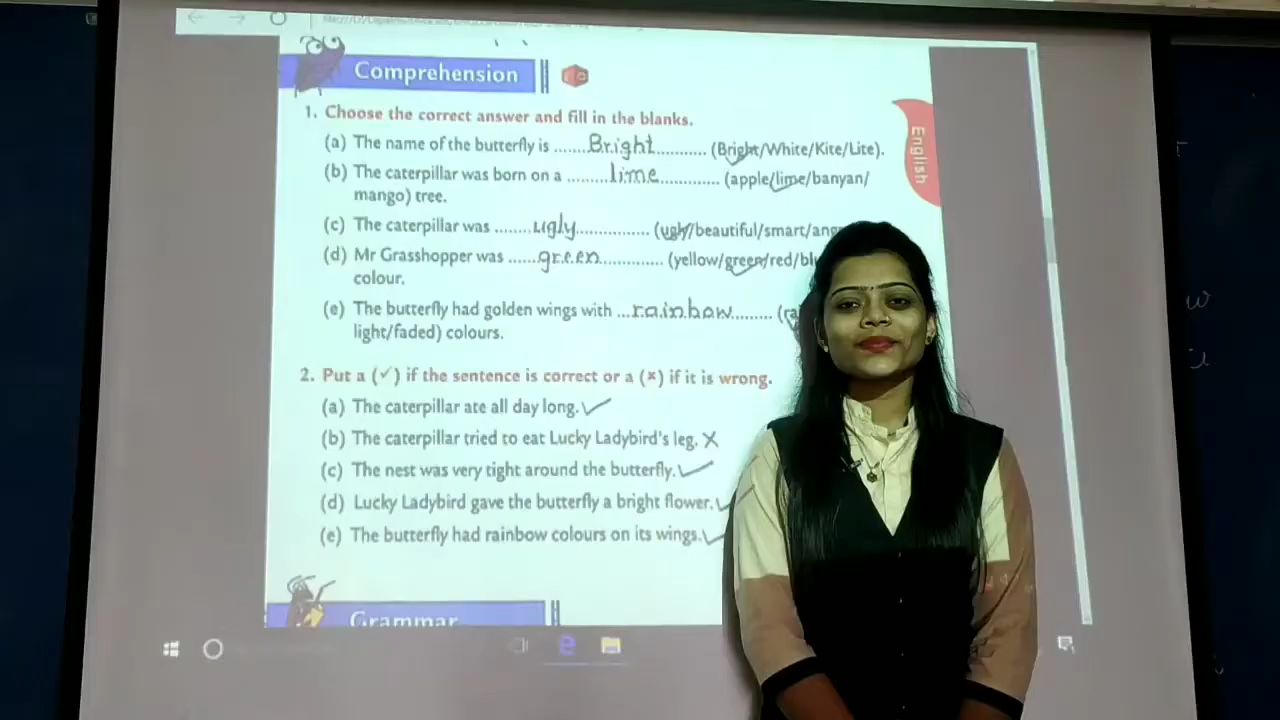 Comprehension
1. Choose the correct answer and fill in the blanks.
English
(a) The name of the butterfly is .......Bright........... (Bright/White/Kite/Lite).
(b) The caterpillar was born on a .........lime............. (apple/lime/banyan/
mango) tree.
(c) The caterpillar was ........ugly................ (ugly/beautiful/smart/
(d) Mr Grasshopper was ......green............. (yellow/green/red/
colour.
(e) The butterfly had golden wings with ...rainbow......... (
light/faded) colours.
2. Put a (✓) if the sentence is correct or a (×) if it is wrong.
(a) The caterpillar ate all day long. ✓
(b) The caterpillar tried to eat Lucky Ladybird's leg. X
(c) The nest was very tight around the butterfly. ✓
(d) Lucky Ladybird gave the butterfly a bright flower. ✓
(e) The butterfly had rainbow colours on its wings. ✓
Grammar